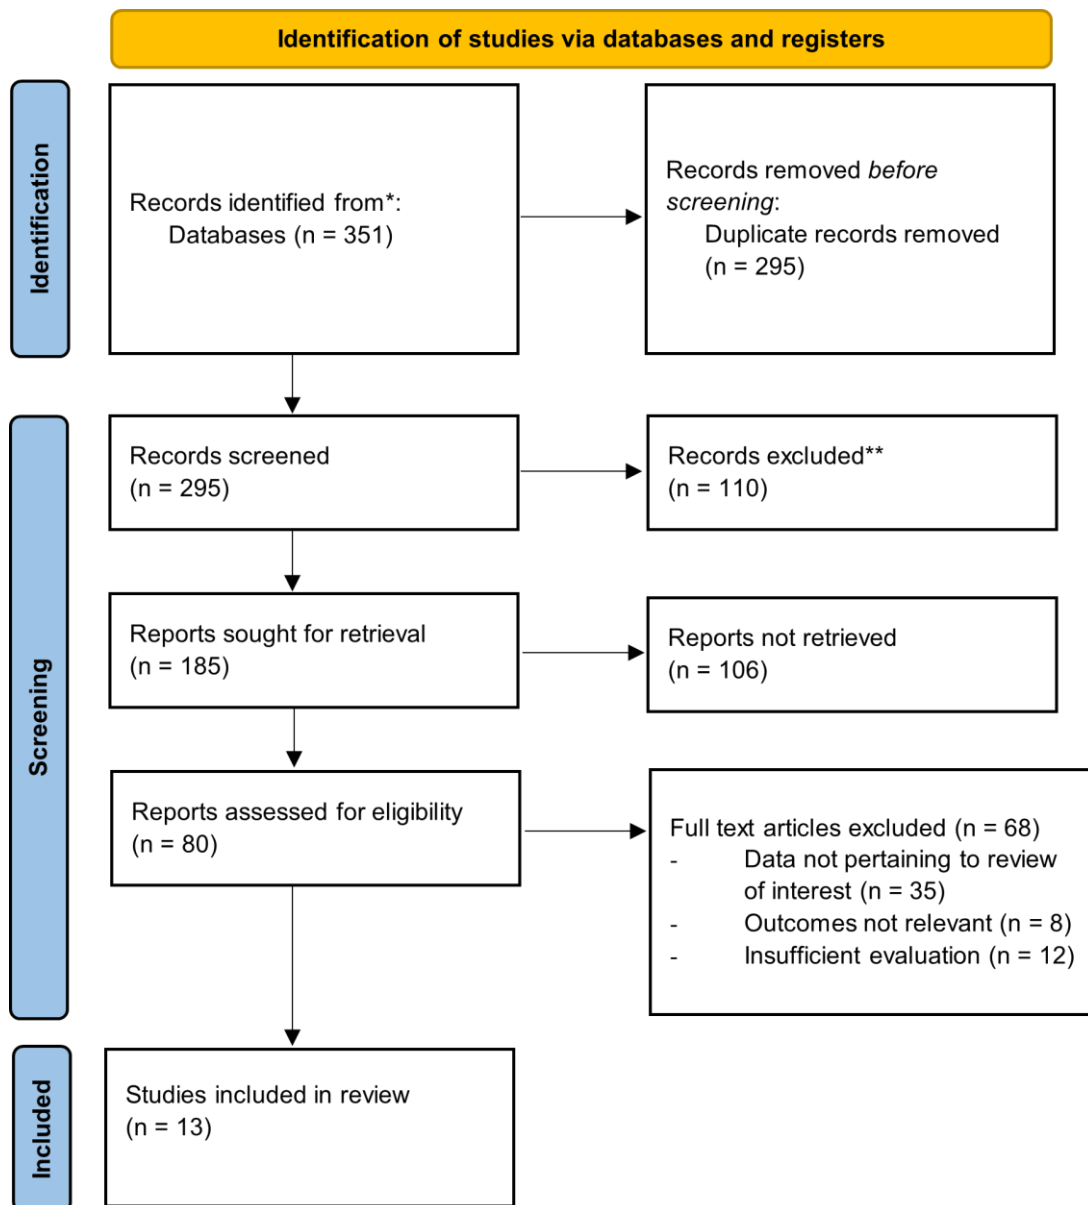 Identification of studies via databases and registers
Identification
Records identified from*:
Databases (n = 351)
Records removed before
screening:
Duplicate records removed
(n = 295)
Screening
Records screened
(n = 295)
Records excluded**
(n = 110)
Reports sought for retrieval
(n = 185)
Reports not retrieved
(n = 106)
Reports assessed for eligibility
(n = 80)
Full text articles excluded (n = 68)
- Data not pertaining to review
of interest (n = 35)
- Outcomes not relevant (n = 8)
- Insufficient evaluation (n = 12)
Included
Studies included in review
(n = 13)